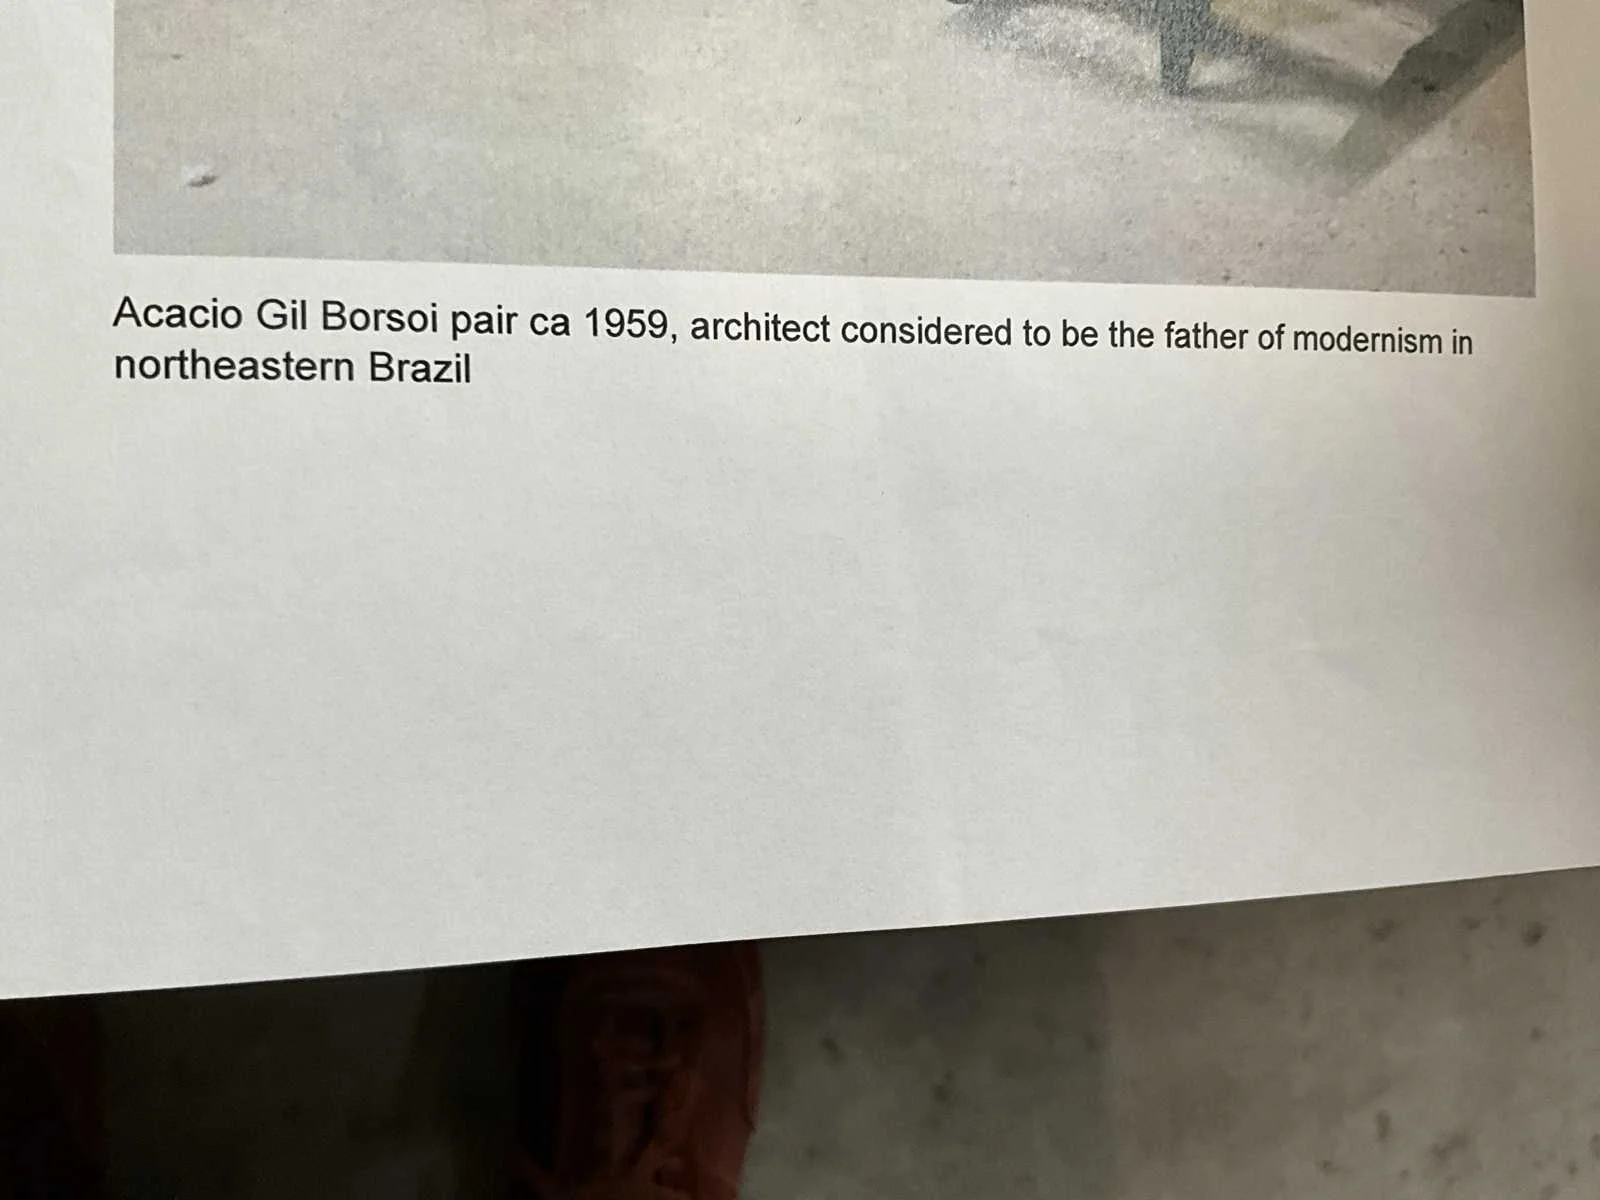 Acacio Gil Borsoi pair ca 1959, architect considered to be the father of modernism in
northeastern Brazil